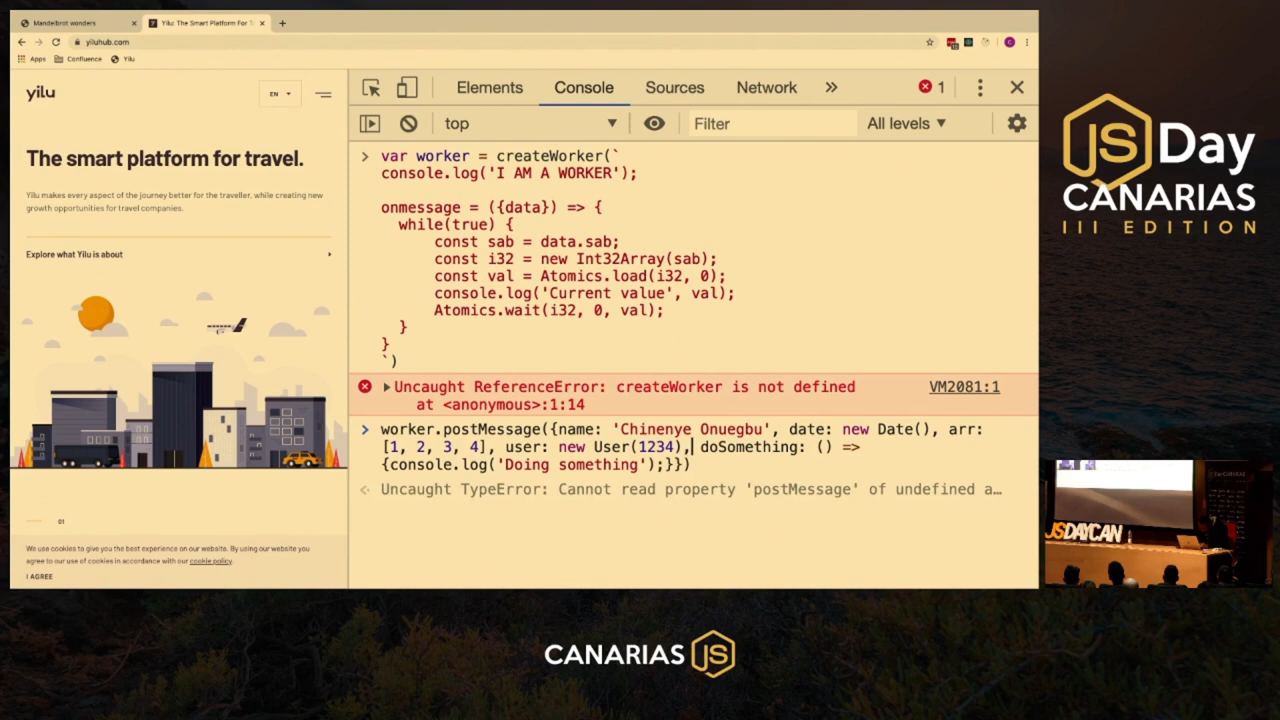 Mandelbrot wonders
Yilu: The Smart Platform For T
yiluhub.com
Apps Confluence Yilu
yilu
EN
The smart platform for travel.
Yilu makes every aspect of the journey better for the traveller, while creating new
growth opportunities for travel companies.
Explore what Yilu is about
01
We use cookies to give you the best experience on our website. By using our website you
agree to our use of cookies in accordance with our cookie policy.
I AGREE
Elements Console Sources Network 1
top Filter All levels
var worker = createWorker(`
console.log('I AM A WORKER');
onmessage = ({data}) => {
while(true) {
const sab = data.sab;
const i32 = new Int32Array(sab);
const val = Atomics.load(i32, 0);
console.log('Current value', val);
Atomics.wait(i32, 0, val);
}
}
`)
Uncaught ReferenceError: createWorker is not defined VM2081:1
at <anonymous>:1:14
worker.postMessage({name: 'Chinenye Onuegbu', date: new Date(), arr:
[1, 2, 3, 4], user: new User(1234), doSomething: () =>
{console.log('Doing something');}})
Uncaught TypeError: Cannot read property 'postMessage' of undefined a…
JS Day
CANARIAS
III EDITION
JSDAYCAN
CANARIAS JS